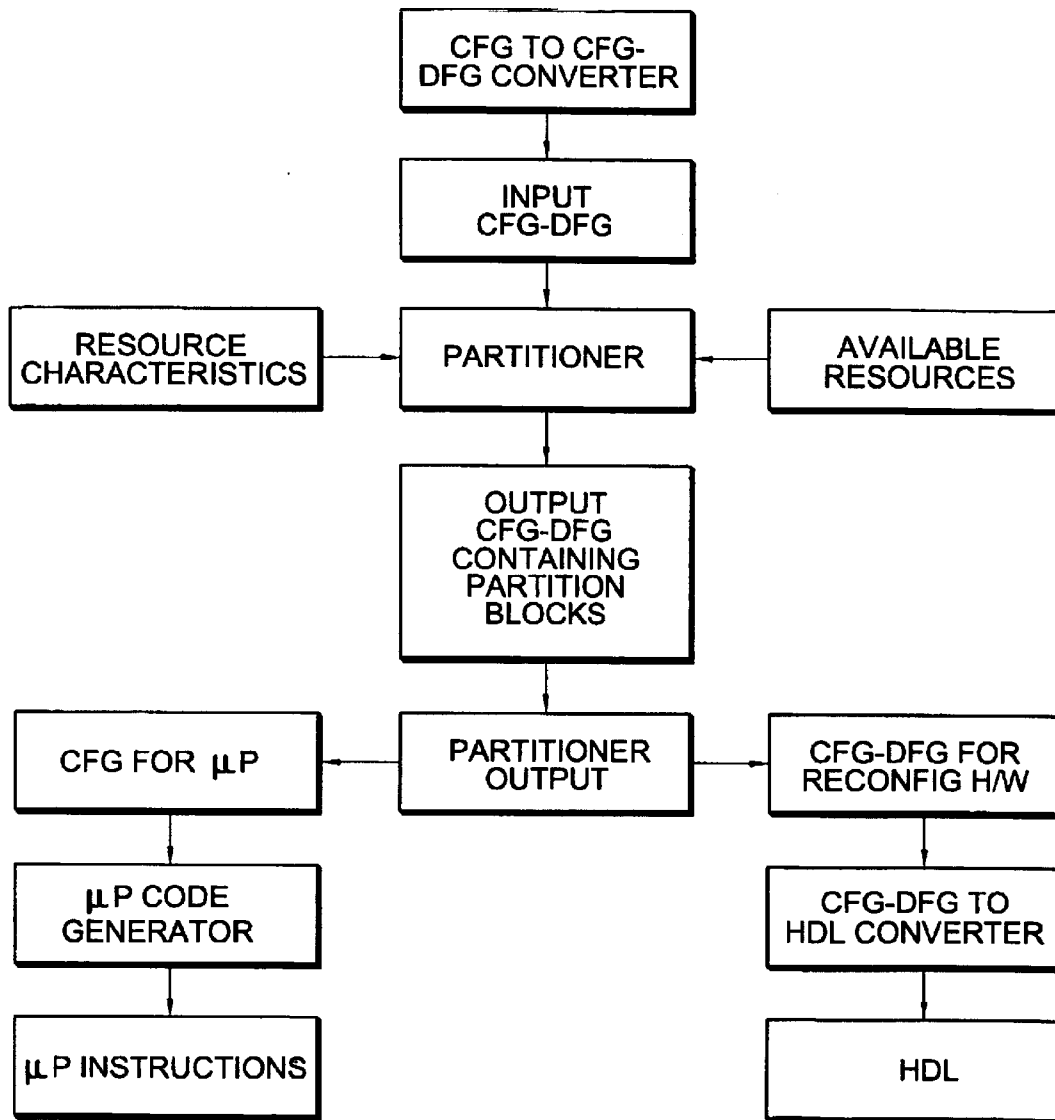 CFG TO CFG-
DFG CONVERTER
INPUT
CFG-DFG
RESOURCE
CHARACTERISTICS
PARTITIONER
AVAILABLE
RESOURCES
OUTPUT
CFG-DFG
CONTAINING
PARTITION
BLOCKS
CFG FOR μP
PARTITIONER
OUTPUT
CFG-DFG FOR
RECONFIG H/W
μP CODE
GENERATOR
CFG-DFG TO
HDL CONVERTER
μP INSTRUCTIONS
HDL